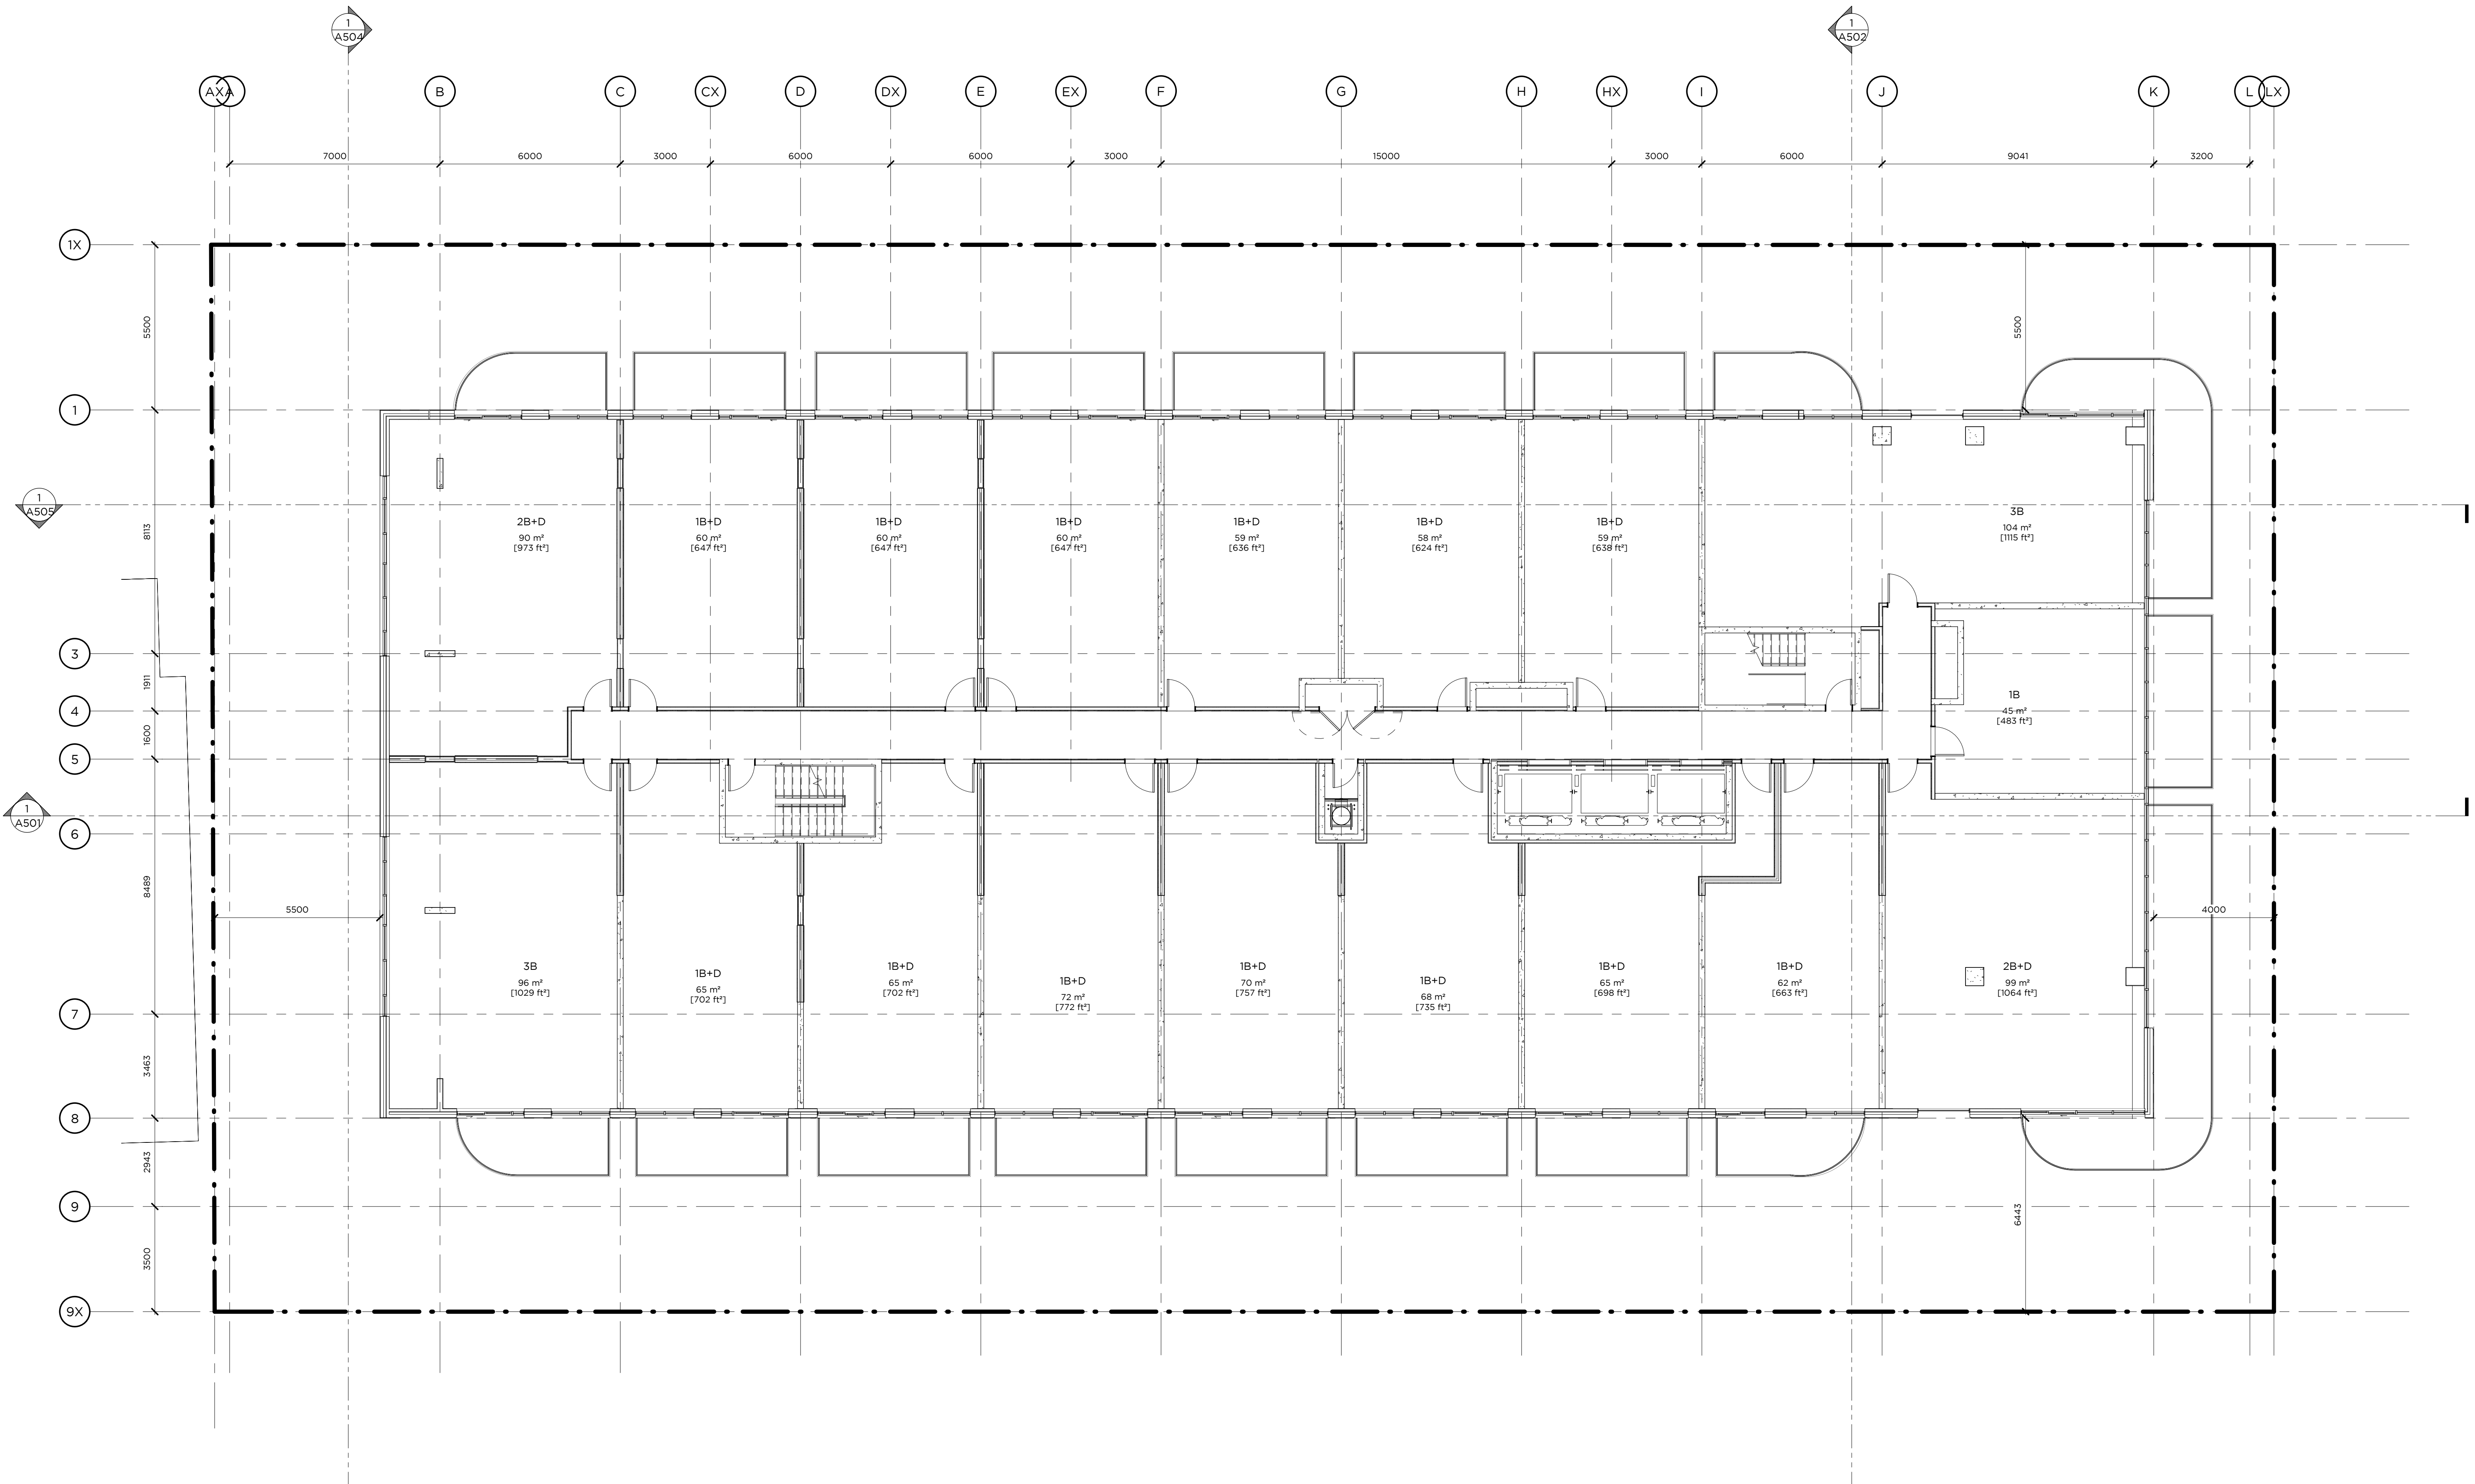 1
A504
1
A502
AX
A
B
C
CX
D
DX
E
EX
F
G
H
HX
I
J
K
L
LX
7000
6000
3000
6000
6000
3000
15000
3000
6000
9041
3200
1X
5500
5500
1
1
A505
8113
2B+D
90 m²
[973 ft²]
1B+D
60 m²
[647 ft²]
1B+D
60 m²
[647 ft²]
1B+D
60 m²
[647 ft²]
1B+D
59 m²
[636 ft²]
1B+D
58 m²
[624 ft²]
1B+D
59 m²
[638 ft²]
3B
104 m²
[1115 ft²]
3
1911
4
1600
5
1B
45 m²
[483 ft²]
1
A501
6
8489
5500
4000
3B
96 m²
[1029 ft²]
1B+D
65 m²
[702 ft²]
1B+D
65 m²
[702 ft²]
1B+D
72 m²
[772 ft²]
1B+D
70 m²
[757 ft²]
1B+D
68 m²
[735 ft²]
1B+D
65 m²
[698 ft²]
1B+D
62 m²
[663 ft²]
2B+D
99 m²
[1064 ft²]
7
3463
8
2943
9
6443
3500
9X